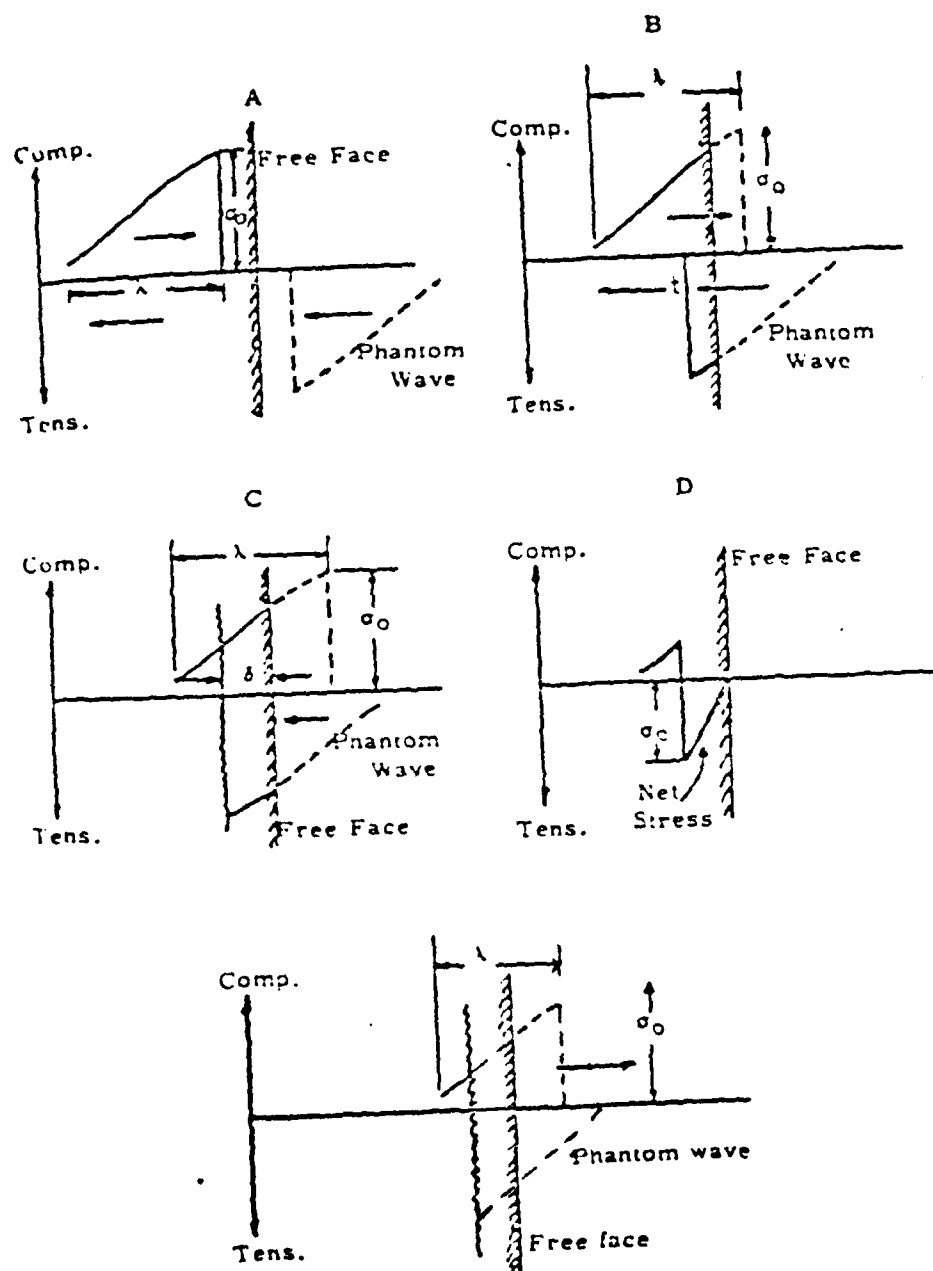 A
Comp.
Free Face
σo
λ
Phantom
Wave
Tens.
B
λ
Comp.
σo
t
Phantom
Wave
Tens.
C
λ
Comp.
σo
δ
Phantom
Wave
Tens.
Free Face
D
Comp.
Free Face
σc
Net
Stress
Tens.
λ
Comp.
σo
Phantom wave
Free face
Tens.